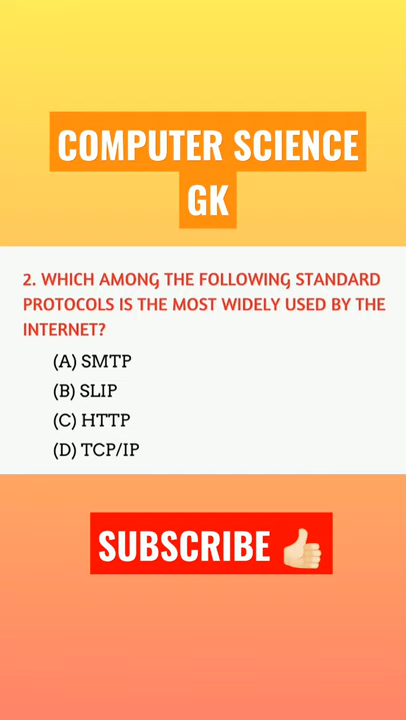 COMPUTER SCIENCE
GK
2. WHICH AMONG THE FOLLOWING STANDARD
PROTOCOLS IS THE MOST WIDELY USED BY THE
INTERNET?
(A) SMTP
(B) SLIP
(C) HTTP
(D) TCP/IP
SUBSCRIBE 👍🏻